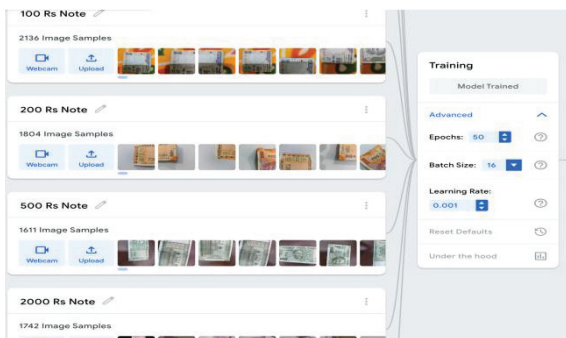 100 Rs Note
2136 Image Samples
Webcam
Upload
200 Rs Note
1804 Image Samples
Webcam
Upload
500 Rs Note
1611 Image Samples
Webcam
Upload
2000 Rs Note
1742 Image Samples
Training
Model Trained
Advanced
Epochs: 50
Batch Size: 16
Learning Rate:
0.001
Reset Defaults
Under the hood